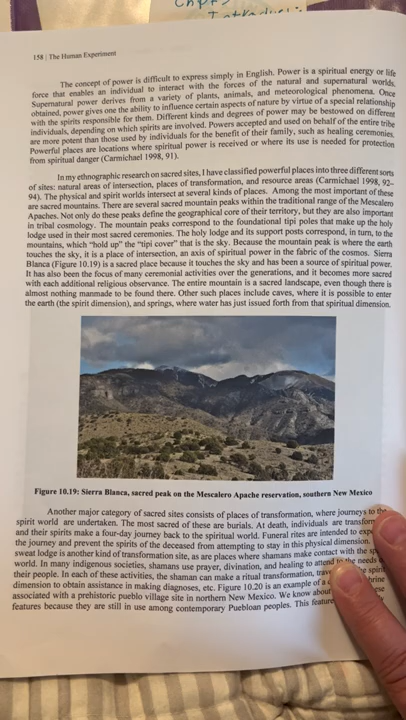 Chpt
158 | The Human Experiment
The concept of power is difficult to express simply in English. Power is a spiritual energy or life
force that enables an individual to interact with the forces of the natural and supernatural worlds.
Supernatural power derives from a variety of plants, animals, and meteorological phenomena. Once
obtained, power gives one the ability to influence certain aspects of nature by virtue of a special relationship
with the spirits responsible for them. Different kinds and degrees of power may be bestowed on different
individuals, depending on which spirits are involved. Powers accepted and used on behalf of the entire tribe
are more potent than those used by individuals for the benefit of their family, such as healing ceremonies.
Powerful places are locations where spiritual power is received or where its use is needed for protection
from spiritual danger (Carmichael 1998, 91).
In my ethnographic research on sacred sites, I have classified powerful places into three different sorts
of sites: natural areas of intersection, places of transformation, and resource areas (Carmichael 1998, 92–
94). The physical and spirit worlds intersect at several kinds of places. Among the most important of these
are sacred mountains. There are several sacred mountain peaks within the traditional range of the Mescalero
Apaches. Not only do these peaks define the geographical core of their territory, but they are also important
in tribal cosmology. The mountain peaks correspond to the foundational tipi poles that make up the holy
lodge used in their most sacred ceremonies. The holy lodge and its support posts correspond, in turn, to the
mountains, which “hold up” the “tipi cover” that is the sky. Because the mountain peak is where the earth
touches the sky, it is a place of intersection, an axis of spiritual power in the fabric of the cosmos. Sierra
Blanca (Figure 10.19) is a sacred place because it touches the sky and has been a source of spiritual power.
It has also been the focus of many ceremonial activities over the generations, and it becomes more sacred
with each additional religious observance. The entire mountain is a sacred landscape, even though there is
almost nothing manmade to be found there. Other such places include caves, where it is possible to enter
the earth (the spirit dimension), and springs, where water has just issued forth from that spiritual dimension.
Figure 10.19: Sierra Blanca, sacred peak on the Mescalero Apache reservation, southern New Mexico
Another major category of sacred sites consists of places of transformation, where journeys to the
spirit world are undertaken. The most sacred of these are burials. At death, individuals are transform
and their spirits make a four-day journey back to the spiritual world. Funeral rites are intended to
the journey and prevent the spirits of the deceased from attempting to stay in this physical dimension.
sweat lodge is another kind of transformation site, as are places where shamans make contact with the
world. In many indigenous societies, shamans use prayer, divination, and healing to attend to the needs
their people. In each of these activities, the shaman can make a ritual transformation, spirit
dimension to obtain assistance in making diagnoses, etc. Figure 10.20 is an example of a
associated with a prehistoric pueblo village site in northern New Mexico. We know about
features because they are still in use among contemporary Puebloan peoples. This feature